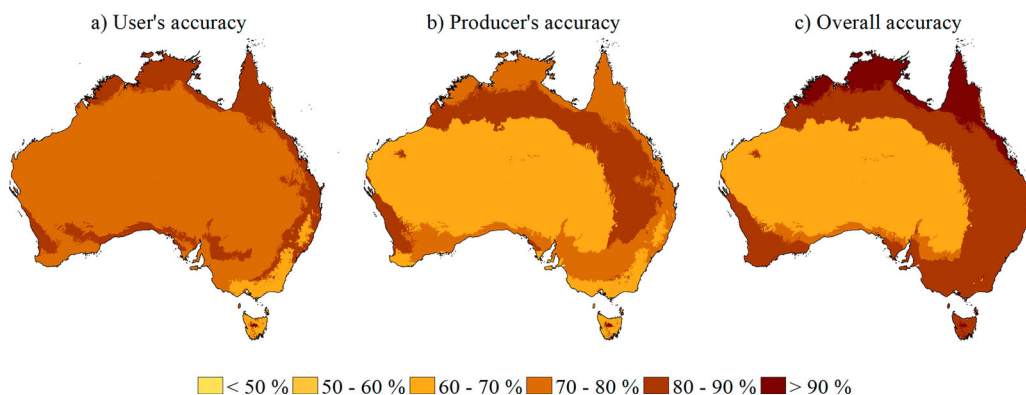 a) User's accuracy b) Producer's accuracy c) Overall accuracy
< 50 % 50 - 60 % 60 - 70 % 70 - 80 % 80 - 90 % > 90 %